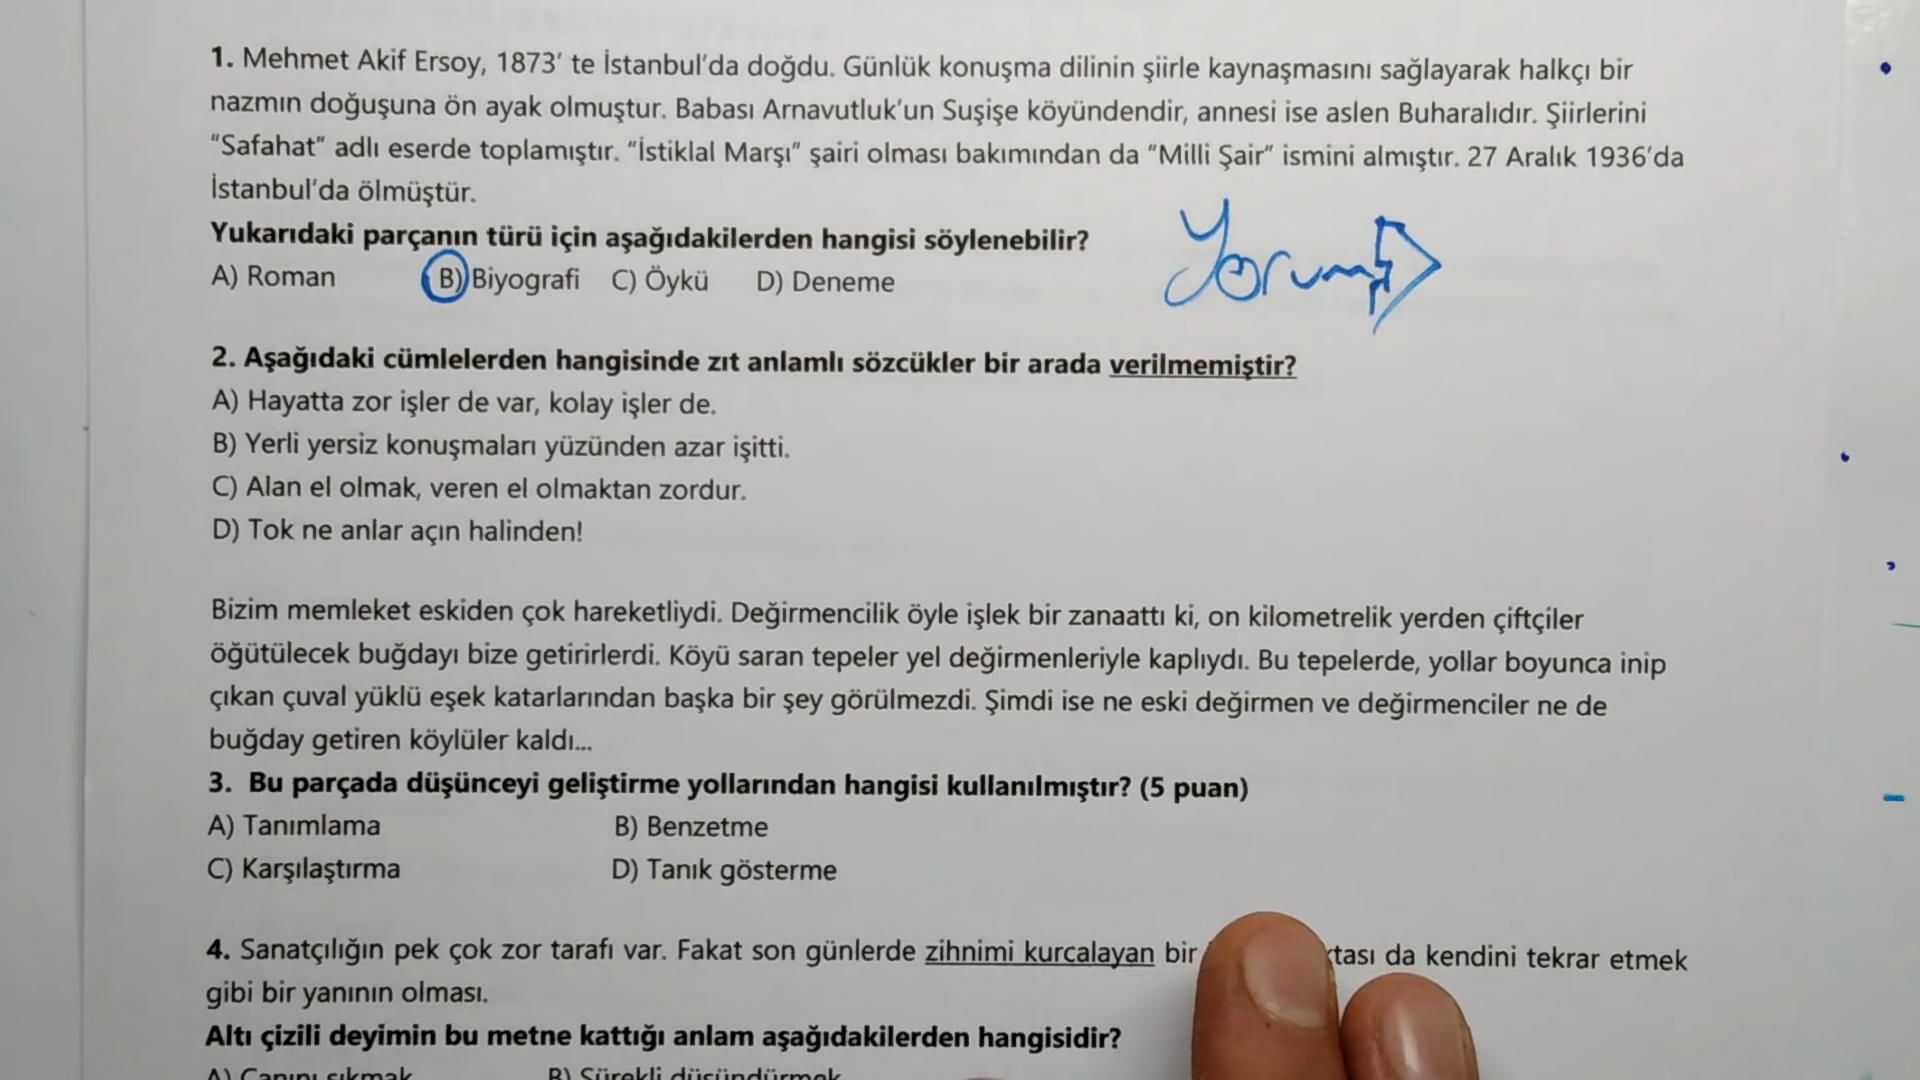 1. Mehmet Akif Ersoy, 1873' te İstanbul'da doğdu. Günlük konuşma dilinin şiirle kaynaşmasını sağlayarak halkçı bir
nazmın doğuşuna ön ayak olmuştur. Babası Arnavutluk'un Suşişe köyündendir, annesi ise aslen Buharalıdır. Şiirlerini
"Safahat" adlı eserde toplamıştır. "İstiklal Marşı" şairi olması bakımından da "Milli Şair" ismini almıştır. 27 Aralık 1936'da
İstanbul'da ölmüştür.
Yukarıdaki parçanın türü için aşağıdakilerden hangisi söylenebilir?
A) Roman B) Biyografi C) Öykü D) Deneme
Yorum
2. Aşağıdaki cümlelerden hangisinde zıt anlamlı sözcükler bir arada verilmemiştir?
A) Hayatta zor işler de var, kolay işler de.
B) Yerli yersiz konuşmaları yüzünden azar işitti.
C) Alan el olmak, veren el olmaktan zordur.
D) Tok ne anlar açın halinden!
Bizim memleket eskiden çok hareketliydi. Değirmencilik öyle işlek bir zanaattı ki, on kilometrelik yerden çiftçiler
öğütülecek buğdayı bize getirirlerdi. Köyü saran tepeler yel değirmenleriyle kaplıydı. Bu tepelerde, yollar boyunca inip
çıkan çuval yüklü eşek katarlarından başka bir şey görülmezdi. Şimdi ise ne eski değirmen ve değirmenciler ne de
buğday getiren köylüler kaldı...
3. Bu parçada düşünceyi geliştirme yollarından hangisi kullanılmıştır? (5 puan)
A) Tanımlama B) Benzetme
C) Karşılaştırma D) Tanık gösterme
4. Sanatçılığın pek çok zor tarafı var. Fakat son günlerde zihnimi kurcalayan bir ktası da kendini tekrar etmek
gibi bir yanının olması.
Altı çizili deyimin bu metne kattığı anlam aşağıdakilerden hangisidir?
A) Canını sıkmak B) Sürekli düşündürmek